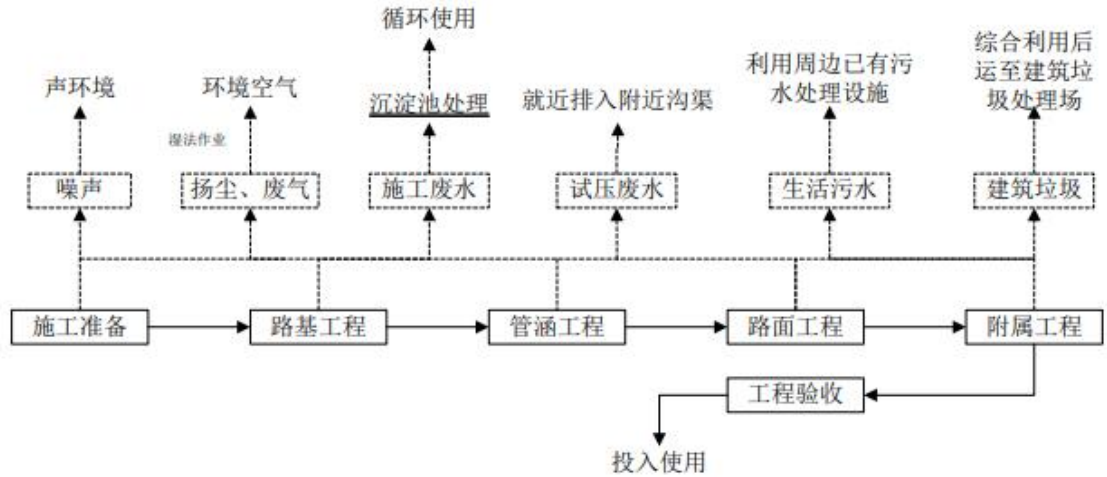 循环使用
声环境
环境空气
沉淀池处理
就近排入附近沟渠
利用周边已有污
水处理设施
综合利用后
运至建筑垃
圾处理场
湿法作业
噪声
扬尘、废气
施工废水
试压废水
生活污水
建筑垃圾
施工准备
路基工程
管涵工程
路面工程
附属工程
工程验收
投入使用